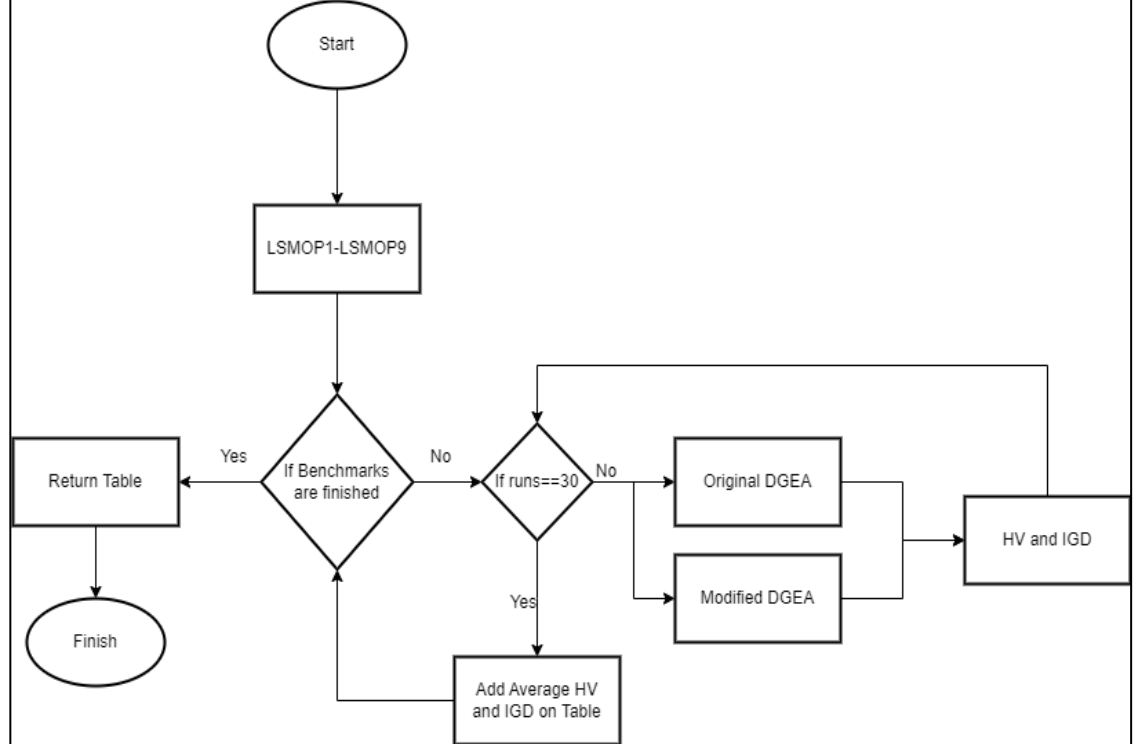 Start
LSMOP1-LSMOP9
Return Table
Yes
If Benchmarks
are finished
No
If runs==30
No
Original DGEA
HV and IGD
Modified DGEA
Yes
Finish
Add Average HV
and IGD on Table